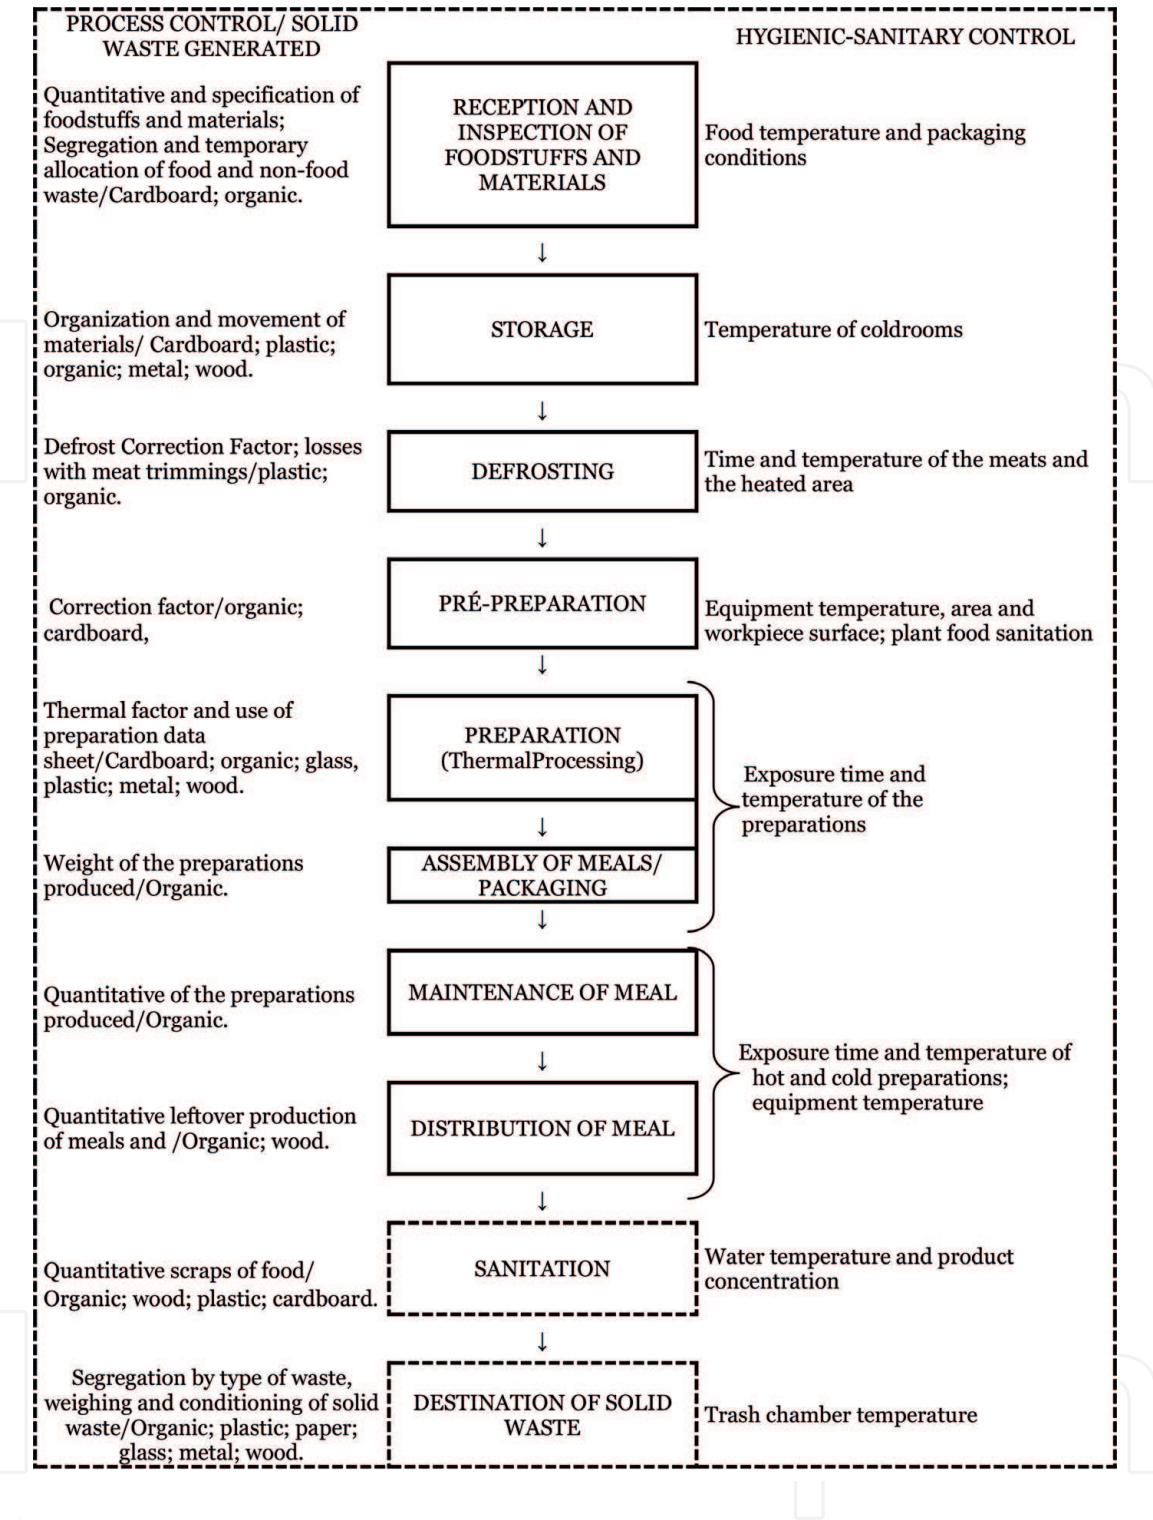 PROCESS CONTROL/ SOLID
WASTE GENERATED
HYGIENIC-SANITARY CONTROL
Quantitative and specification of
foodstuffs and materials;
Segregation and temporary
allocation of food and non-food
waste/Cardboard; organic.
RECEPTION AND
INSPECTION OF
FOODSTUFFS AND
MATERIALS
Food temperature and packaging
conditions
↓
Organization and movement of
materials/ Cardboard; plastic;
organic; metal; wood.
STORAGE
Temperature of coldrooms
↓
Defrost Correction Factor; losses
with meat trimmings/plastic;
organic.
DEFROSTING
Time and temperature of the meats and
the heated area
↓
Correction factor/organic;
cardboard,
PRÉ-PREPARATION
Equipment temperature, area and
workpiece surface; plant food sanitation
↓
Thermal factor and use of
preparation data
sheet/Cardboard; organic; glass,
plastic; metal; wood.
PREPARATION
(ThermalProcessing)
Exposure time and
temperature of the
preparations
↓
Weight of the preparations
produced/Organic.
ASSEMBLY OF MEALS/
PACKAGING
↓
Quantitative of the preparations
produced/Organic.
MAINTENANCE OF MEAL
Exposure time and temperature of
hot and cold preparations;
equipment temperature
↓
Quantitative leftover production
of meals and /Organic; wood.
DISTRIBUTION OF MEAL
↓
Quantitative scraps of food/
Organic; wood; plastic; cardboard.
SANITATION
Water temperature and product
concentration
↓
Segregation by type of waste,
weighing and conditioning of solid
waste/Organic; plastic; paper;
glass; metal; wood.
DESTINATION OF SOLID
WASTE
Trash chamber temperature